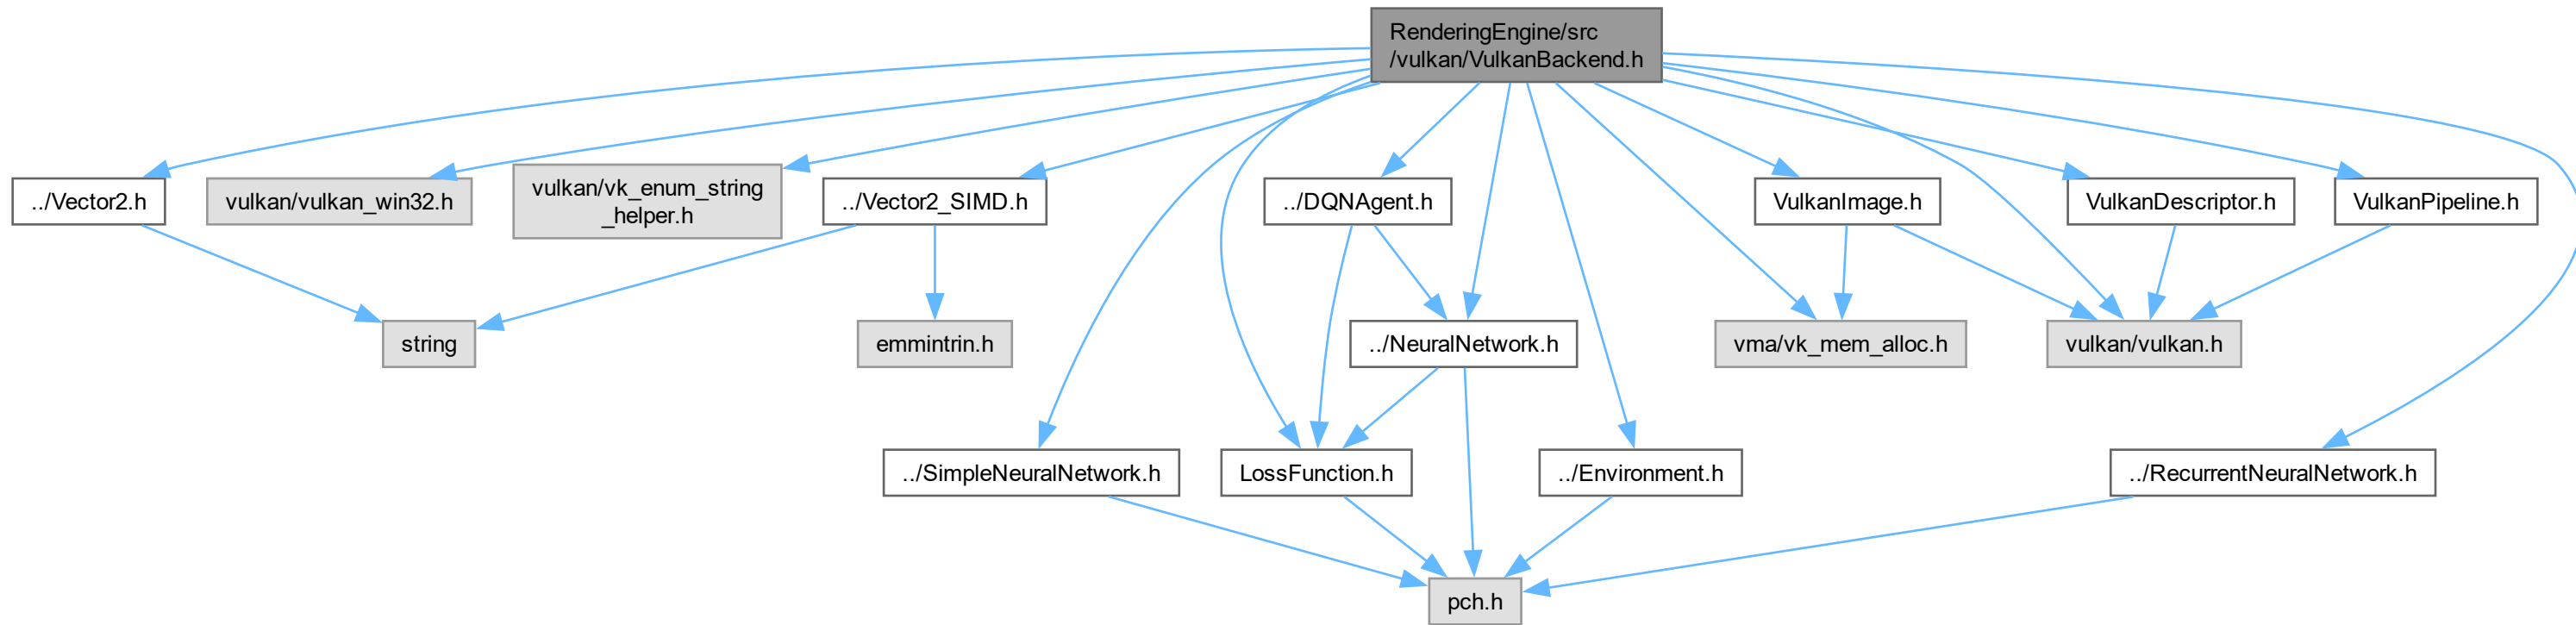 RenderingEngine/src
/vulkan/VulkanBackend.h
../Vector2.h
vulkan/vulkan_win32.h
vulkan/vk_enum_string
_helper.h
../Vector2_SIMD.h
../DQNAgent.h
VulkanImage.h
VulkanDescriptor.h
VulkanPipeline.h
string
emmintrin.h
../NeuralNetwork.h
vma/vk_mem_alloc.h
vulkan/vulkan.h
../SimpleNeuralNetwork.h
LossFunction.h
../Environment.h
../RecurrentNeuralNetwork.h
pch.h